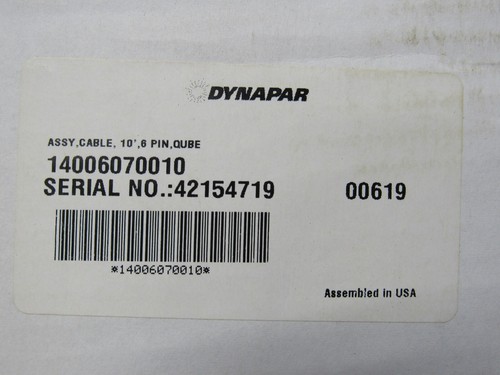 DYNAPAR
ASSY,CABLE, 10',6 PIN,QUBE
14006070010
SERIAL NO.:42154719 00619
*14006070010*
Assembled in USA